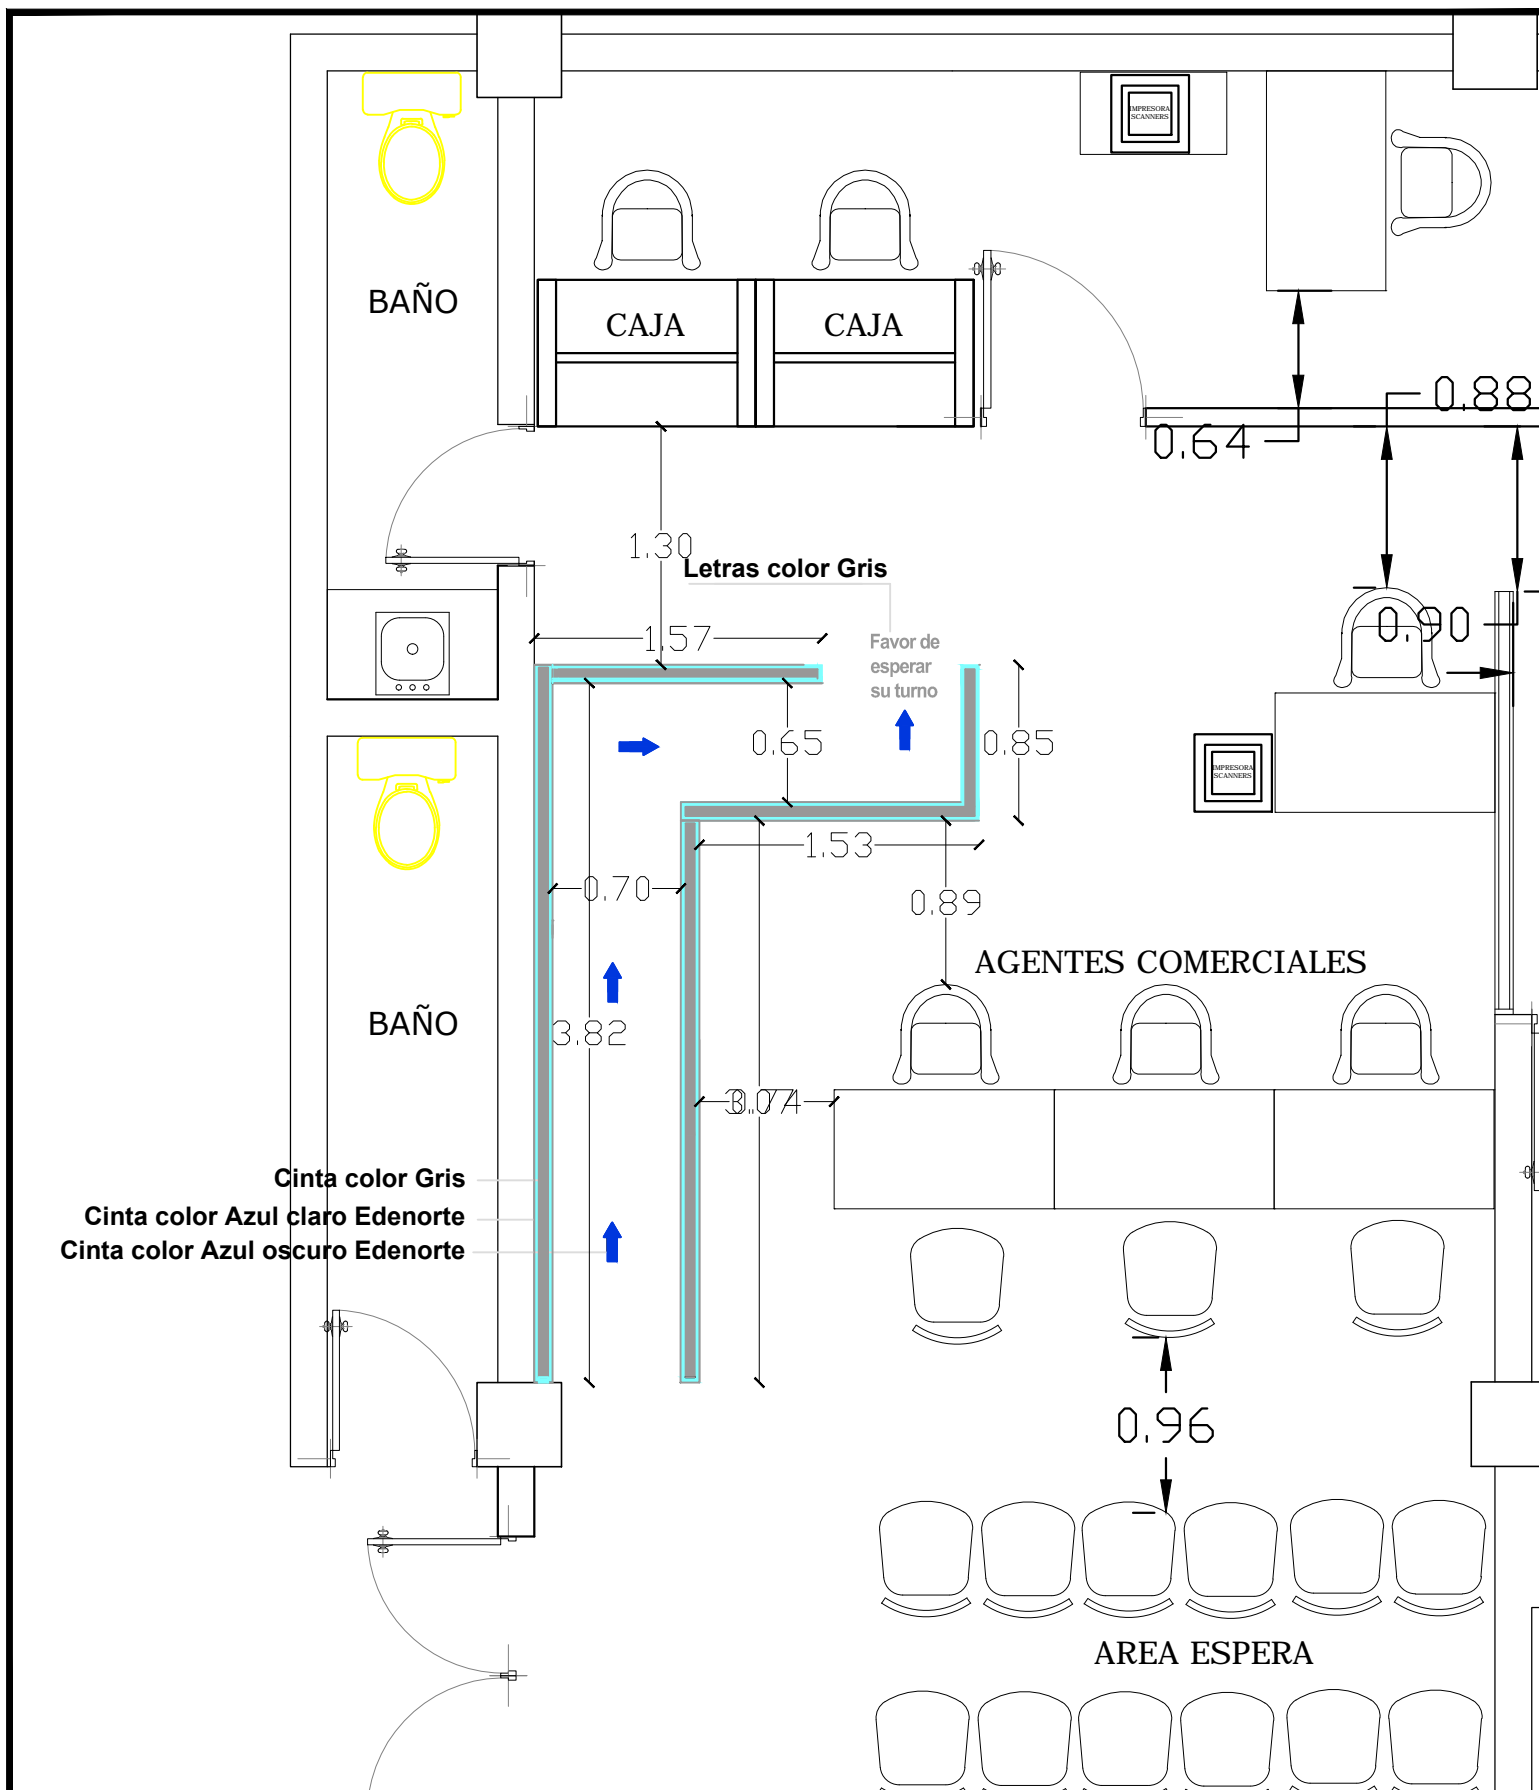 IMPRESORA
SCANNERS
BAÑO
CAJA
CAJA
0.88
0.64
1.30
Letras color Gris
1.57
0.90
Favor de
esperar
su turno
0.65
0.85
IMPRESORA
SCANNERS
1.53
0.70
0.89
AGENTES COMERCIALES
BAÑO
3.82
Cinta color Gris
Cinta color Azul claro Edenorte
Cinta color Azul oscuro Edenorte
0.96
AREA ESPERA